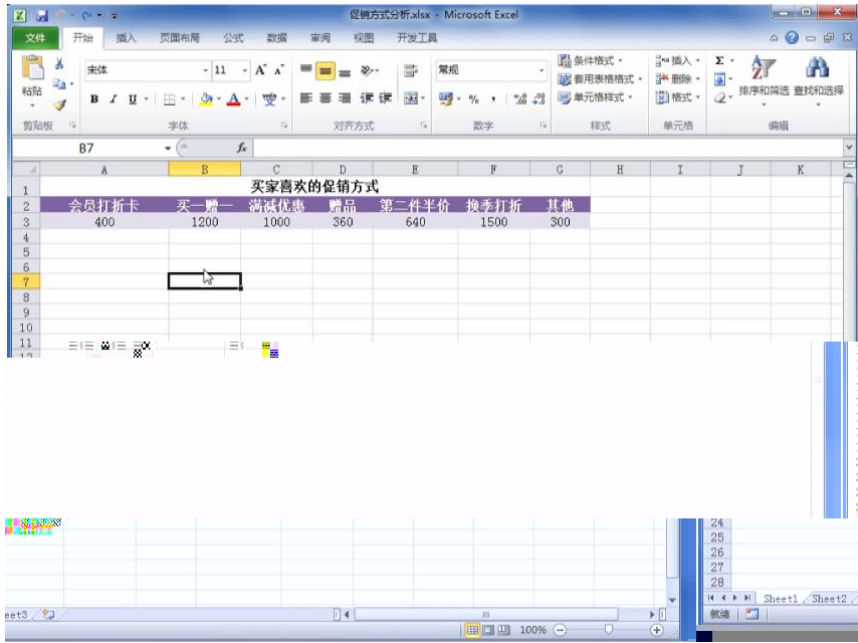 促销方式分析.xlsx - Microsoft Excel
文件 开始 插入 页面布局 公式 数据 审阅 视图 开发工具
宋体 11 A A 常规 条件格式 插入 Σ
粘贴 套用表格格式 删除 排序和筛选 查找和选择
B I U A % , 单元格样式 格式
剪贴板 字体 对齐方式 数字 样式 单元格 编辑
B7 fx
A B C D E F G H I J K
1 买家喜欢的促销方式
2 会员打折卡 买一赠一 满减优惠 赠品 第二件半价 换季打折 其他
3 400 1200 1000 360 640 1500 300
4
5
6
7
8
9
10
11
24
25
26
27
28
Sheet1 Sheet2
eet3 就绪
100%